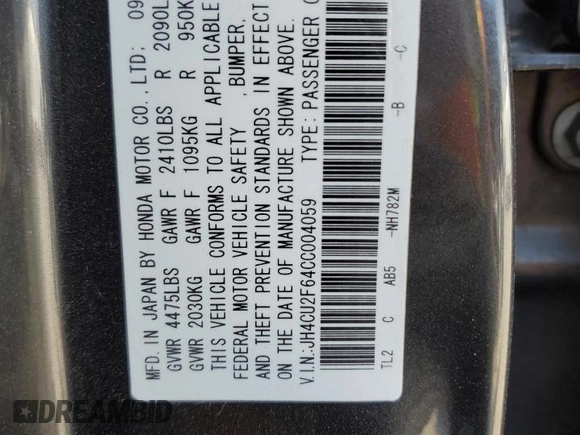 MFD. IN JAPAN BY HONDA MOTOR CO., LTD; 09
GVWR 4475LBS GAWR F 2410LBS R 2090L
GVWR 2030KG GAWR F 1095KG R 950K
THIS VEHICLE CONFORMS TO ALL APPLICABLE
FEDERAL MOTOR VEHICLE SAFETY , BUMPER,
AND THEFT PREVENTION STANDARDS IN EFFECT
ON THE DATE OF MANUFACTURE SHOWN ABOVE.
V.I.N.:JH4CU2F64CC004059 TYPE: PASSENGER
TL2 C AB5 -NH782M -B -C
DREAMBID